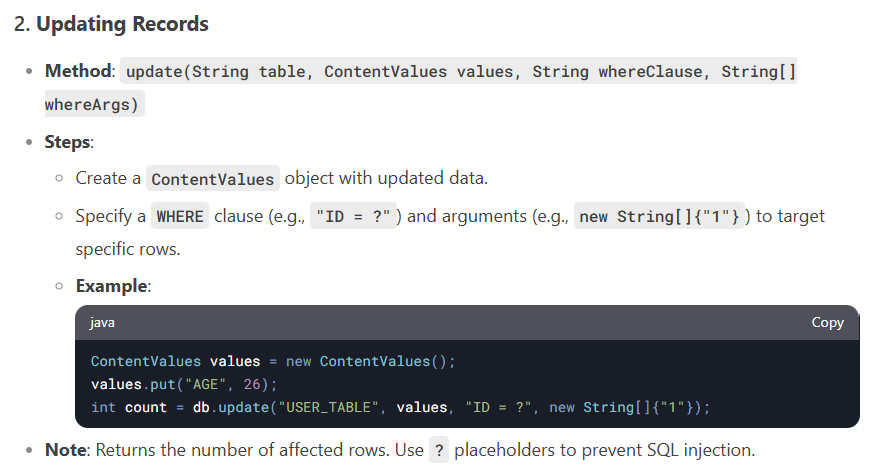 2. Updating Records
• Method: update(String table, ContentValues values, String whereClause, String[]
whereArgs)
• Steps:
◦ Create a ContentValues object with updated data.
◦ Specify a WHERE clause (e.g., "ID = ?") and arguments (e.g., new String[]{"1"}) to target
specific rows.
◦ Example:
java Copy
ContentValues values = new ContentValues();
values.put("AGE", 26);
int count = db.update("USER_TABLE", values, "ID = ?", new String[]{"1"});
• Note: Returns the number of affected rows. Use ? placeholders to prevent SQL injection.